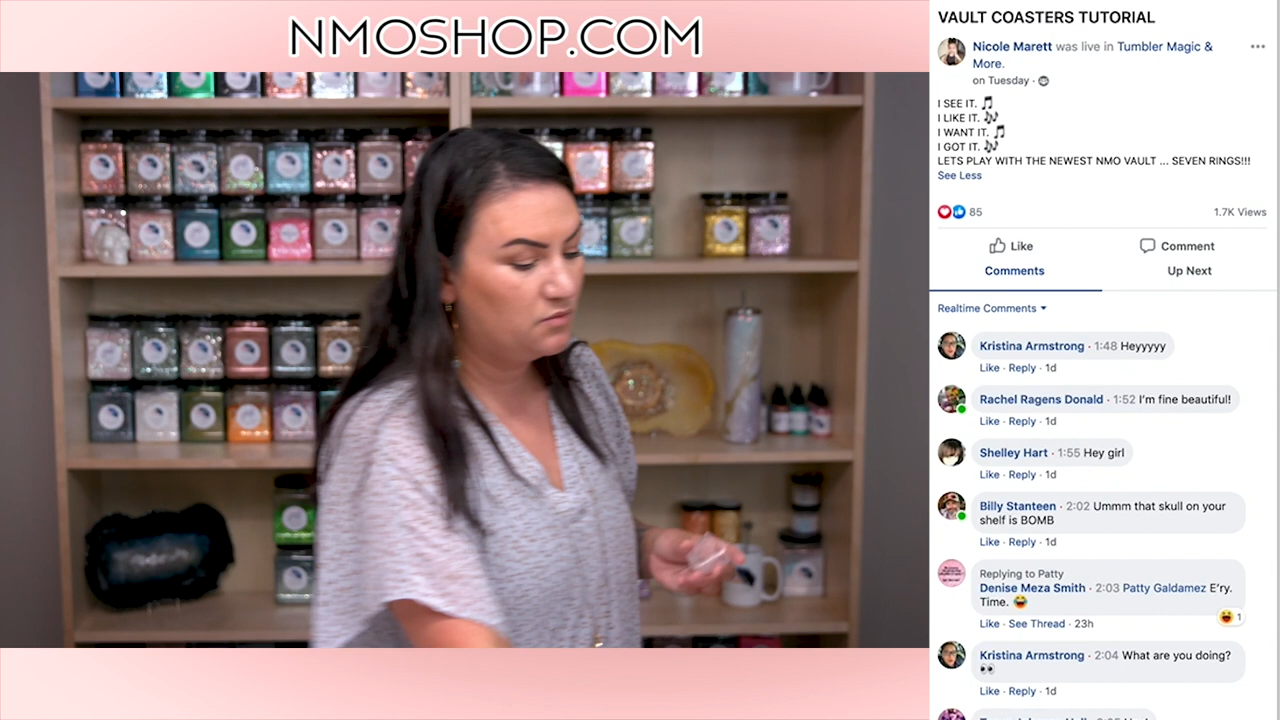 NMOSHOP.COM
VAULT COASTERS TUTORIAL
Nicole Marett was live in Tumbler Magic &
More.
on Tuesday ·
I SEE IT. 🎵
I LIKE IT. 🎶
I WANT IT. 🎵
I GOT IT. 🎶
LETS PLAY WITH THE NEWEST NMO VAULT ... SEVEN RINGS!!!
See Less
85
1.7K Views
Like
Comment
Comments
Up Next
Realtime Comments
Kristina Armstrong · 1:48 Heyyyyy
Like · Reply · 1d
Rachel Ragens Donald · 1:52 I'm fine beautiful!
Like · Reply · 1d
Shelley Hart · 1:55 Hey girl
Like · Reply · 1d
Billy Stanteen · 2:02 Ummm that skull on your
shelf is BOMB
Like · Reply · 1d
Replying to Patty
Denise Meza Smith · 2:03 Patty Galdamez E'ry.
Time. 😂
1
Like · See Thread · 23h
Kristina Armstrong · 2:04 What are you doing?
👀
Like · Reply · 1d